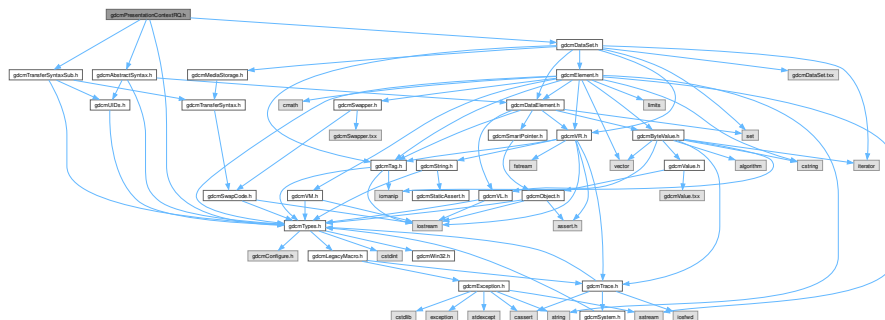 gdcmPresentationContextRQ.h
gdcmDataSet.h
gdcmTransferSyntaxSub.h
gdcmAbstractSyntax.h
gdcmMediaStorage.h
gdcmElement.h
gdcmDataSet.txx
gdcmUIDs.h
gdcmTransferSyntax.h
cmath
gdcmSwapper.h
gdcmDataElement.h
limits
gdcmSwapper.txx
gdcmSmartPointer.h
gdcmVR.h
gdcmByteValue.h
set
gdcmTag.h
gdcmString.h
fstream
vector
gdcmValue.h
algorithm
cstring
iterator
gdcmSwapCode.h
gdcmVM.h
iomanip
gdcmStaticAssert.h
gdcmVL.h
gdcmObject.h
gdcmValue.txx
gdcmTypes.h
iostream
assert.h
gdcmConfigure.h
gdcmLegacyMacro.h
cstdint
gdcmWin32.h
gdcmException.h
gdcmTrace.h
cstdlib
exception
stdexcept
cassert
string
gdcmSystem.h
sstream
iosfwd